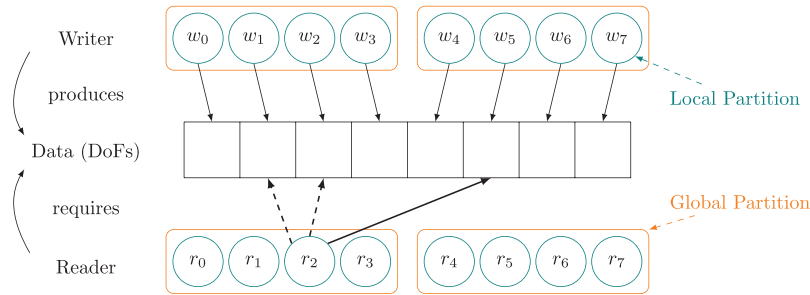 Writer w0 w1 w2 w3 w4 w5 w6 w7
produces
Local Partition
Data (DoFs)
requires
Global Partition
Reader r0 r1 r2 r3 r4 r5 r6 r7